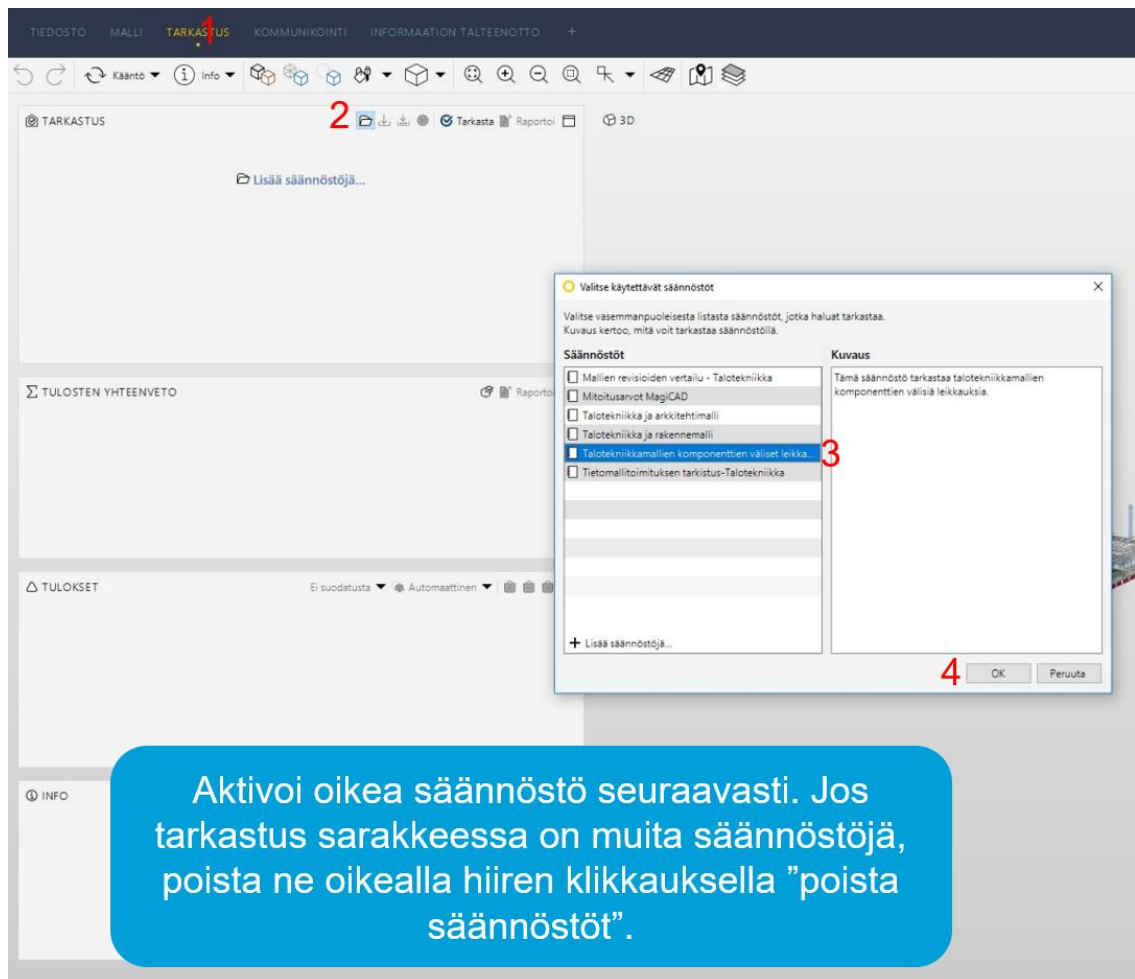 TIEDOSTO MALLI TARKASTUS KOMMUNIKOINTI INFORMAATION TALTEENOTTO +
1
Kääntö Info
2
TARKASTUS Tarkasta Raportoi 3D
Lisää säännöstöjä...
Valitse käytettävät säännöstöt
Valitse vasemmanpuoleisesta listasta säännöstöt, jotka haluat tarkastaa.
Kuvaus kertoo, mitä voit tarkastaa säännöstöllä.
Säännöstöt Kuvaus
Mallien revisioiden vertailu - Talotekniikka
Mitoitusarvot MagiCAD
Talotekniikka ja arkkitehtimalli
Talotekniikka ja rakennemalli
Talotekniikkamallien komponenttien väliset leikka...
3
Tietomallitoimituksen tarkistus-Talotekniikka
Tämä säännöstö tarkastaa talotekniikkamallien
komponenttien välisiä leikkauksia.
+ Lisää säännöstöjä...
4
OK Peruuta
TULOSTEN YHTEENVETO Raportoi
TULOKSET Ei suodatusta Automaattinen
INFO
Aktivoi oikea säännöstö seuraavasti. Jos
tarkastus sarakkeessa on muita säännöstöjä,
poista ne oikealla hiiren klikkauksella ”poista
säännöstöt”.